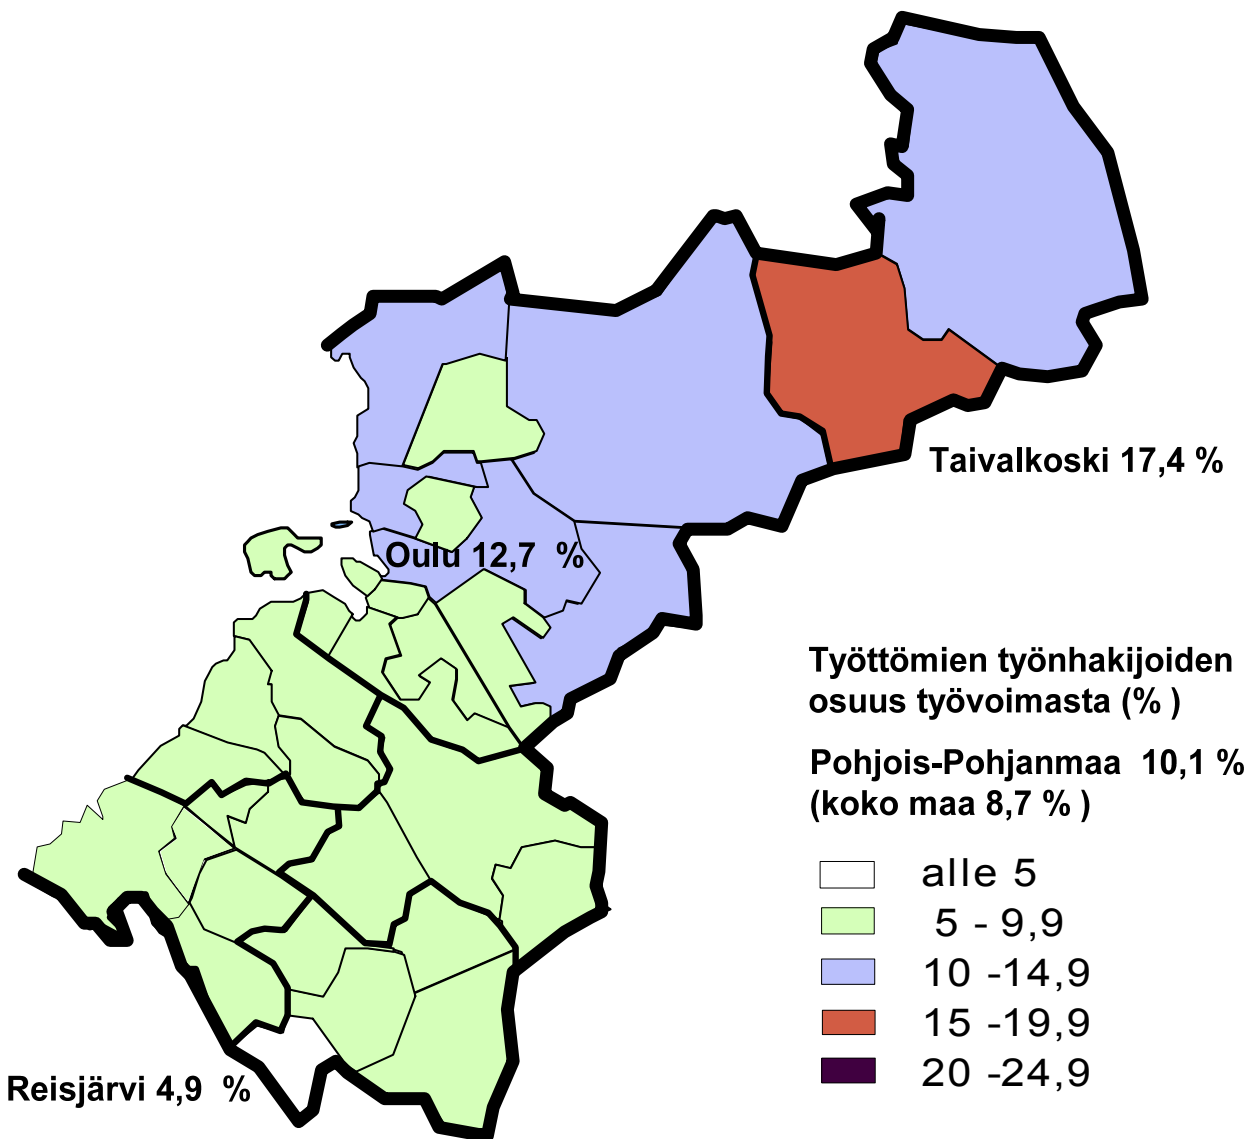 Taivalkoski 17,4 %
Oulu 12,7 %
Työttömien työnhakijoiden
osuus työvoimasta (% )
Pohjois-Pohjanmaa 10,1 %
(koko maa 8,7 % )
alle 5
5 - 9,9
10 -14,9
15 -19,9
20 -24,9
Reisjärvi 4,9 %